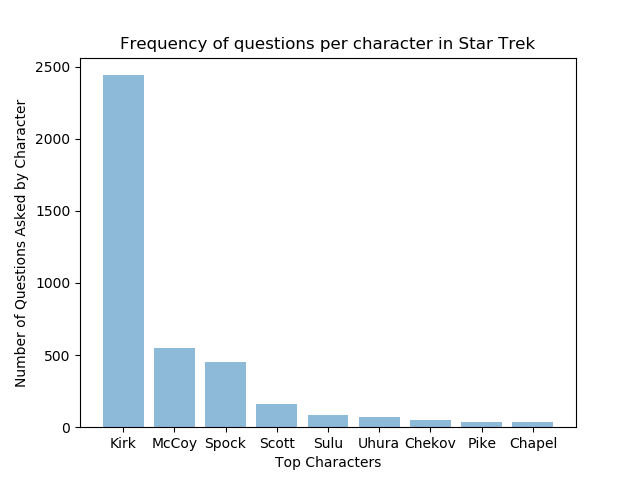 Frequency of questions per character in Star Trek
Number of Questions Asked by Character
2500
2000
1500
1000
500
0
Kirk McCoy Spock Scott Sulu Uhura Chekov Pike Chapel
Top Characters